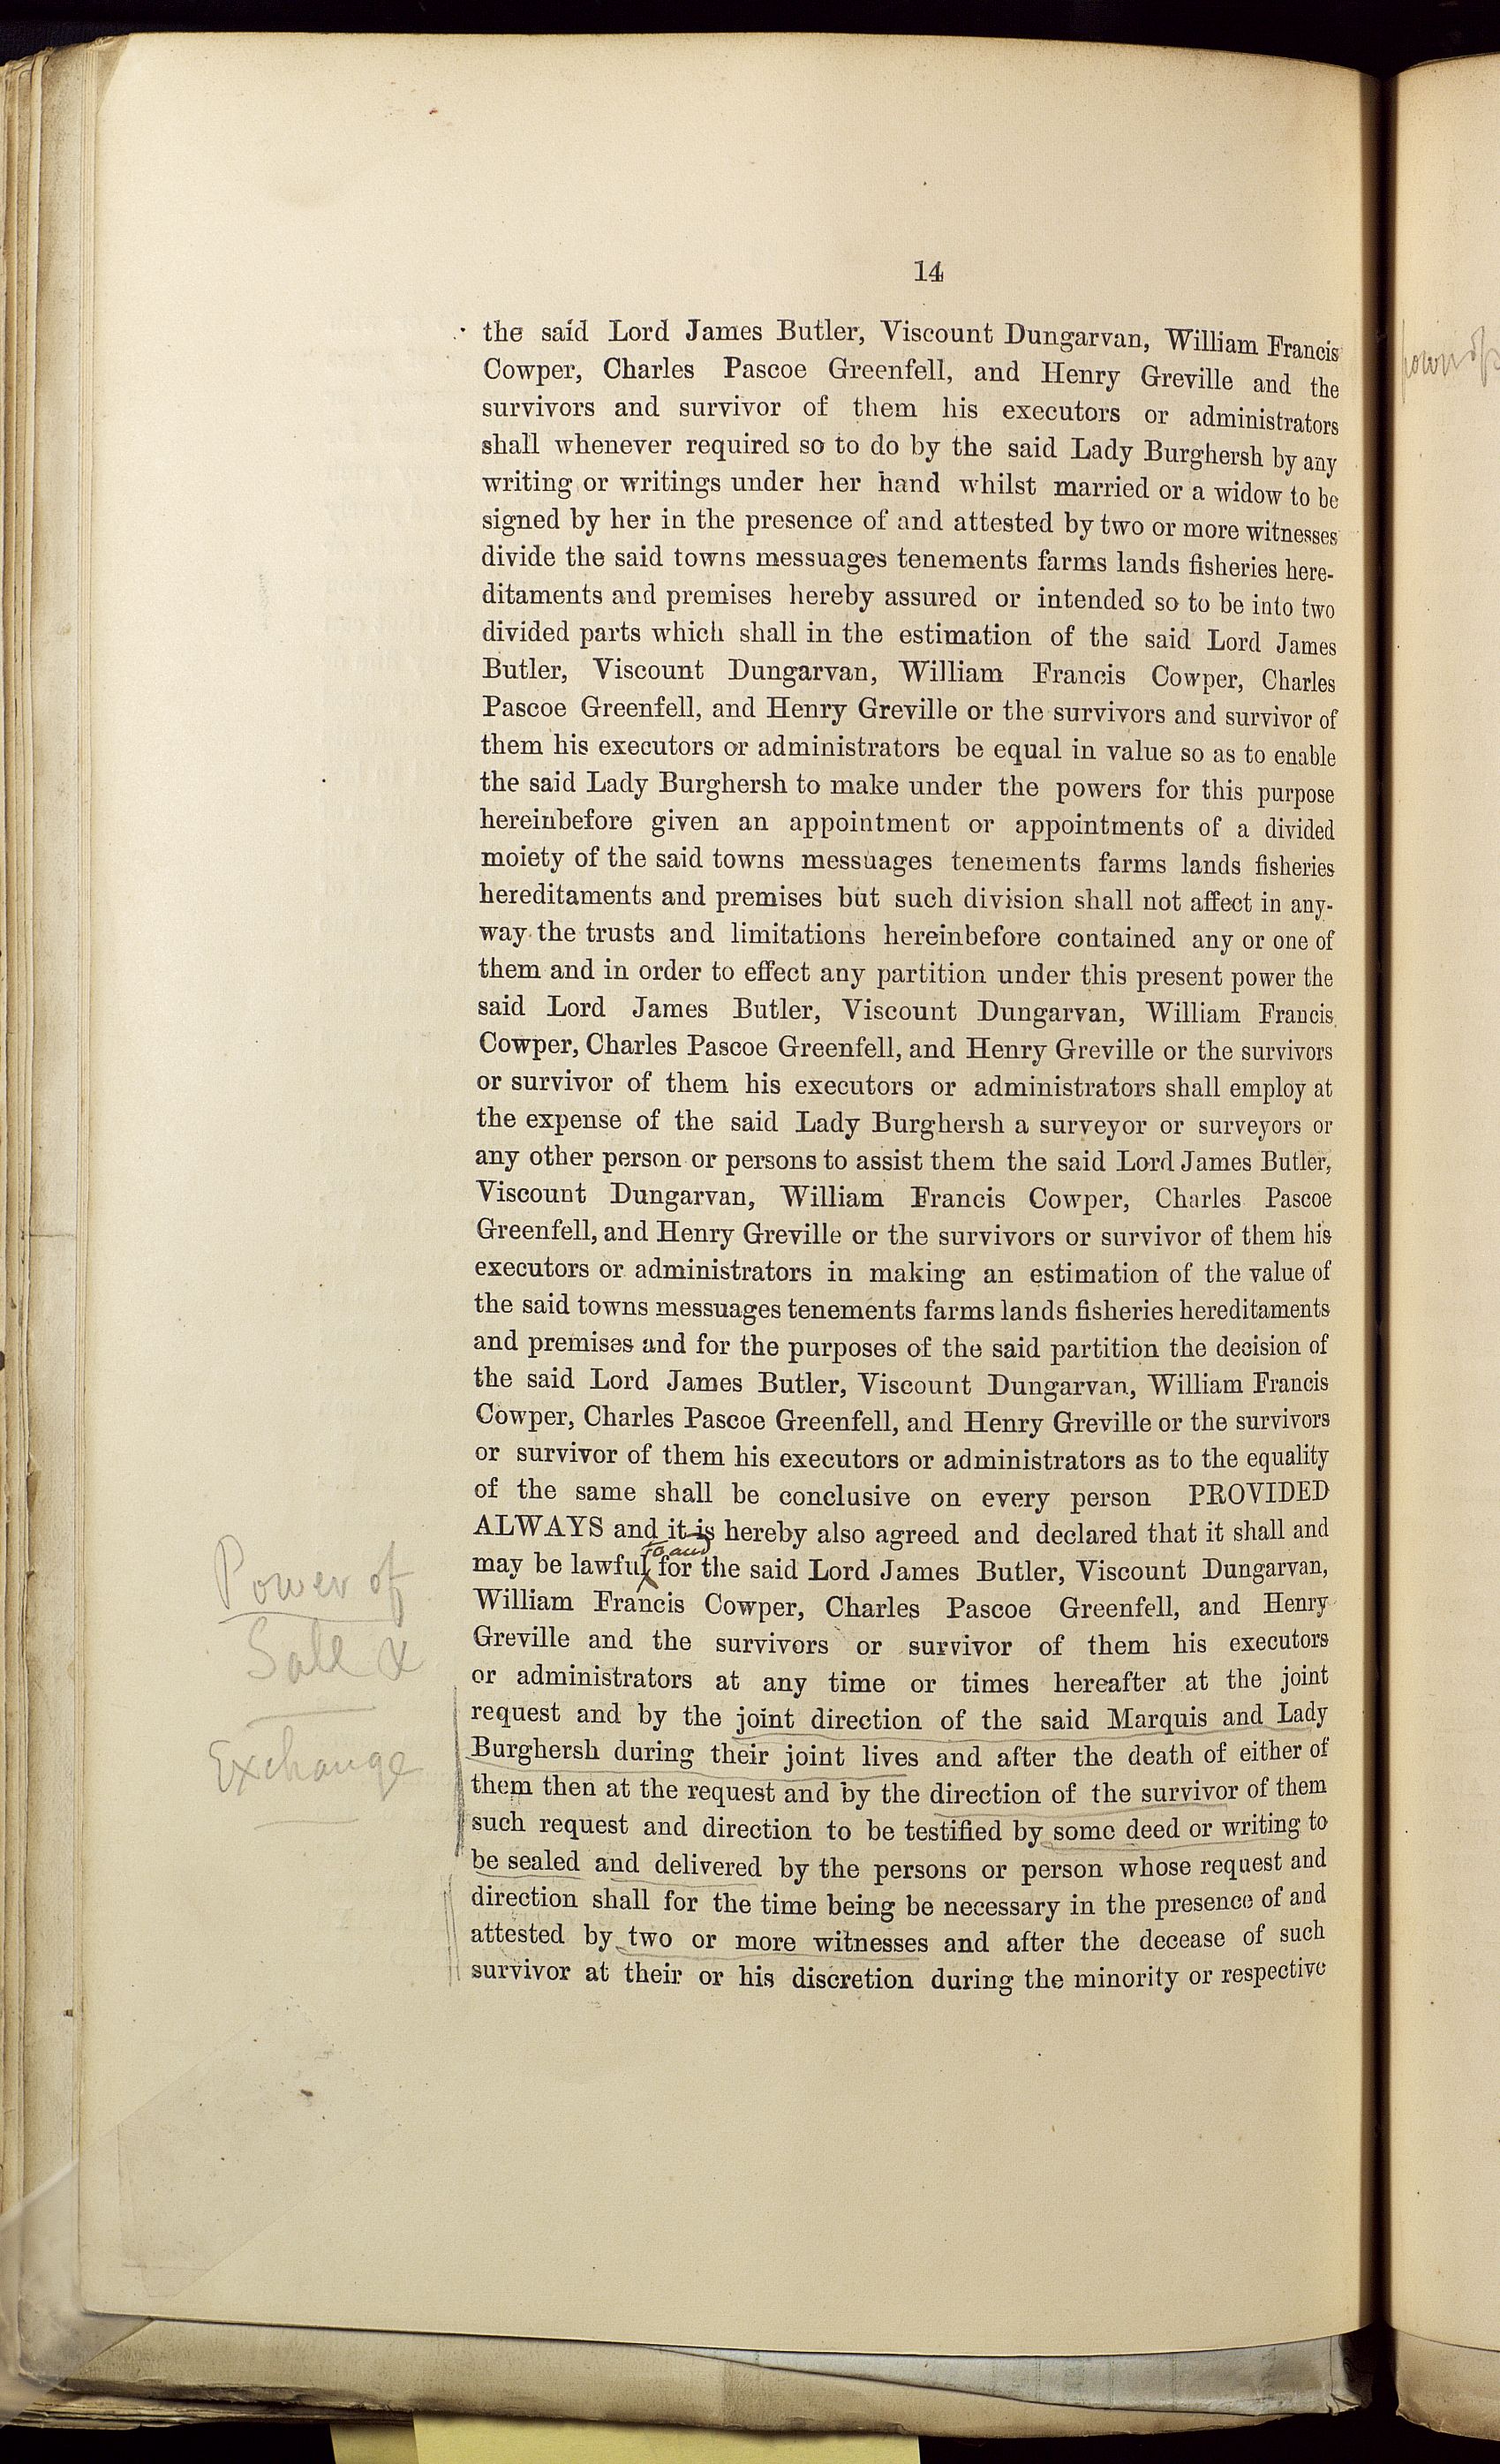 14
the said Lord James Butler, Viscount Dungarvan, William Francis
Cowper, Charles Pascoe Greenfell, and Henry Greville and the
survivors and survivor of them his executors or administrators
shall whenever required so to do by the said Lady Burghersh by any
writing or writings under her hand whilst married or a widow to be
signed by her in the presence of and attested by two or more witnesses
divide the said towns messuages tenements farms lands fisheries here-
ditaments and premises hereby assured or intended so to be into two
divided parts which shall in the estimation of the said Lord James
Butler, Viscount Dungarvan, William Francis Cowper, Charles
Pascoe Greenfell, and Henry Greville or the survivors and survivor of
them his executors or administrators be equal in value so as to enable
the said Lady Burghersh to make under the powers for this purpose
hereinbefore given an appointment or appointments of a divided
moiety of the said towns messuages tenements farms lands fisheries
hereditaments and premises but such division shall not affect in any-
way the trusts and limitations hereinbefore contained any or one of
them and in order to effect any partition under this present power the
said Lord James Butler, Viscount Dungarvan, William Francis
Cowper, Charles Pascoe Greenfell, and Henry Greville or the survivors
or survivor of them his executors or administrators shall employ at
the expense of the said Lady Burghersh a surveyor or surveyors or
any other person or persons to assist them the said Lord James Butler,
Viscount Dungarvan, William Francis Cowper, Charles Pascoe
Greenfell, and Henry Greville or the survivors or survivor of them his
executors or administrators in making an estimation of the value of
the said towns messuages tenements farms lands fisheries hereditaments
and premises and for the purposes of the said partition the decision of
the said Lord James Butler, Viscount Dungarvan, William Francis
Cowper, Charles Pascoe Greenfell, and Henry Greville or the survivors
or survivor of them his executors or administrators as to the equality
of the same shall be conclusive on every person PROVIDED
ALWAYS and it is hereby also agreed and declared that it shall and
to and
may be lawful for the said Lord James Butler, Viscount Dungarvan,
William Francis Cowper, Charles Pascoe Greenfell, and Henry
Greville and the survivors or survivor of them his executors
or administrators at any time or times hereafter at the joint
request and by the joint direction of the said Marquis and Lady
Burghersh during their joint lives and after the death of either of
them then at the request and by the direction of the survivor of them
such request and direction to be testified by some deed or writing to
be sealed and delivered by the persons or person whose request and
direction shall for the time being be necessary in the presence of and
attested by two or more witnesses and after the decease of such
survivor at their or his discretion during the minority or respective
Power of
Sale &
Exchange